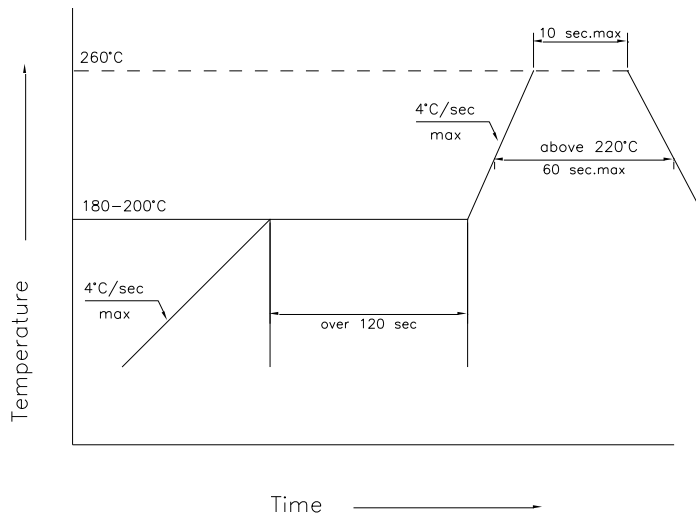 10 sec.max
260°C
4°C/sec
max
above 220°C
60 sec.max
180-200°C
4°C/sec
max
over 120 sec
Temperature
Time